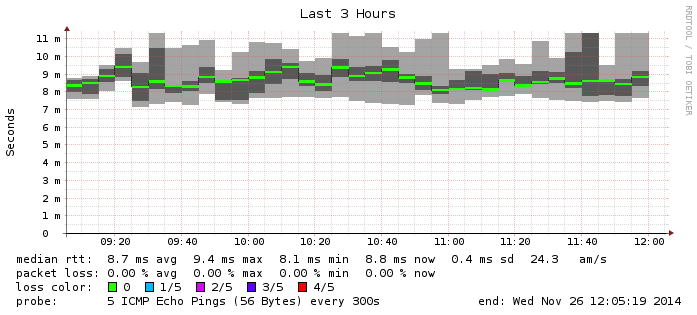 Last 3 Hours
RRDTOOL / TOBI OETIKER
Seconds
11 m
10 m
9 m
8 m
7 m
6 m
5 m
4 m
3 m
2 m
1 m
0
09:20 09:40 10:00 10:20 10:40 11:00 11:20 11:40 12:00
median rtt: 8.7 ms avg 9.4 ms max 8.1 ms min 8.8 ms now 0.4 ms sd 24.3 am/s
packet loss: 0.00 % avg 0.00 % max 0.00 % min 0.00 % now
loss color: 0 1/5 2/5 3/5 4/5
probe: 5 ICMP Echo Pings (56 Bytes) every 300s end: Wed Nov 26 12:05:19 2014